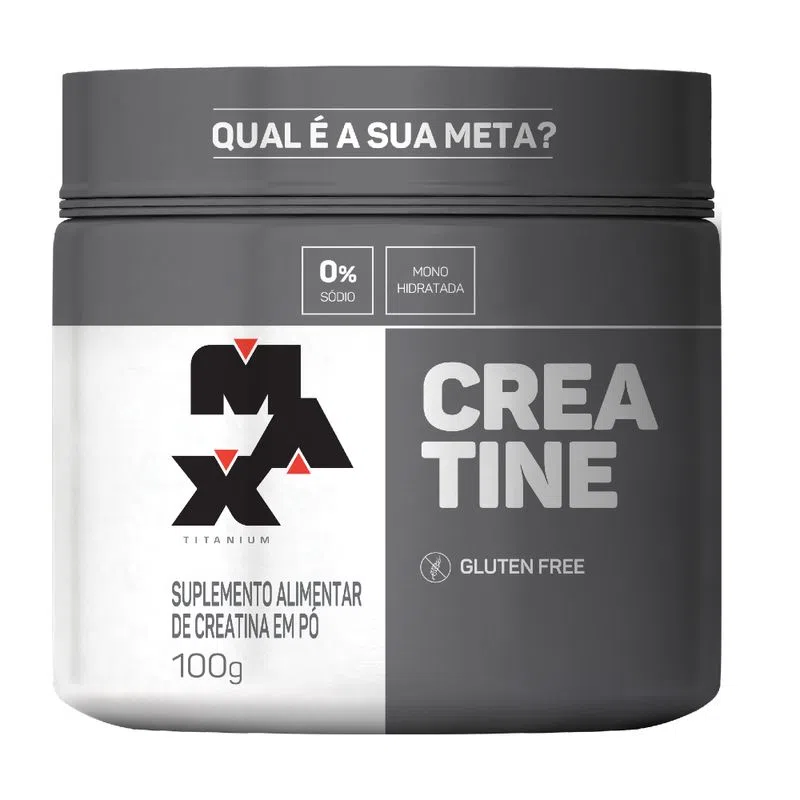 QUAL É A SUA META?
0%
SÓDIO
MONO
HIDRATADA
MAX
TITANIUM
CREA
TINE
GLUTEN FREE
SUPLEMENTO ALIMENTAR
DE CREATINA EM PÓ
100g